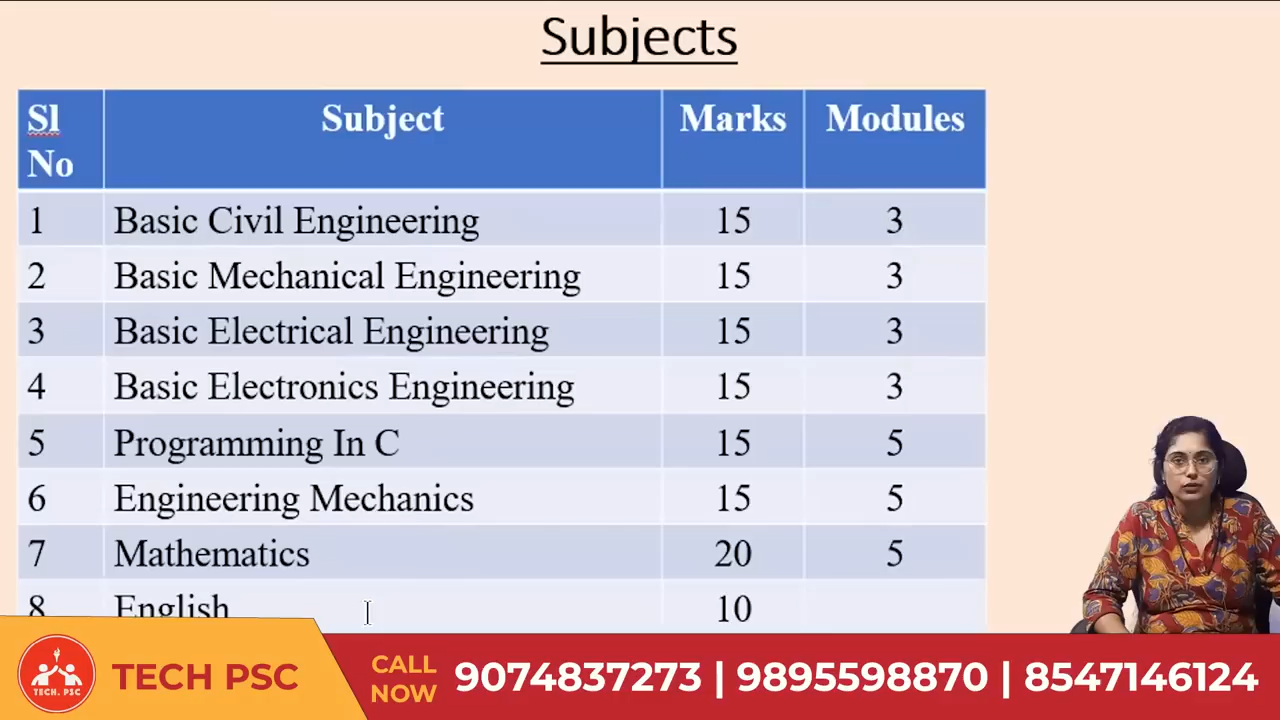 Subjects
Sl No Subject Marks Modules
1 Basic Civil Engineering 15 3
2 Basic Mechanical Engineering 15 3
3 Basic Electrical Engineering 15 3
4 Basic Electronics Engineering 15 3
5 Programming In C 15 5
6 Engineering Mechanics 15 5
7 Mathematics 20 5
8 English 10
TECH. PSC
TECH PSC
CALL NOW 9074837273 | 9895598870 | 8547146124